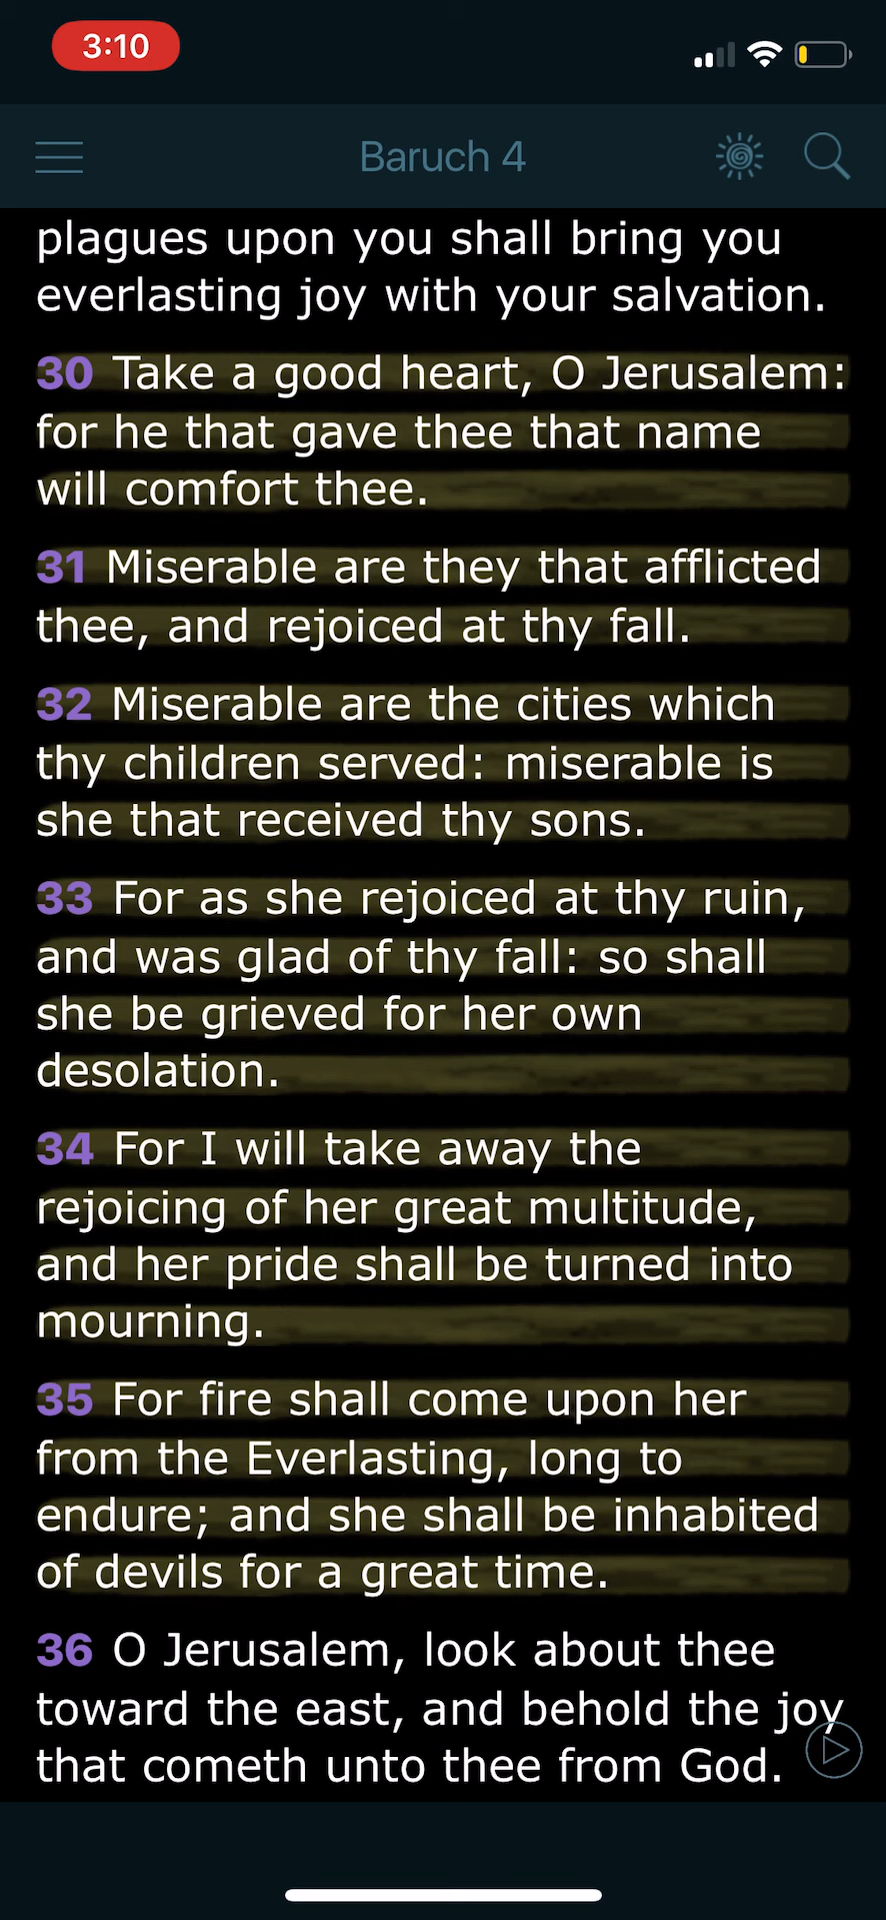 3:10
Baruch 4
plagues upon you shall bring you
everlasting joy with your salvation.
30 Take a good heart, O Jerusalem:
for he that gave thee that name
will comfort thee.
31 Miserable are they that afflicted
thee, and rejoiced at thy fall.
32 Miserable are the cities which
thy children served: miserable is
she that received thy sons.
33 For as she rejoiced at thy ruin,
and was glad of thy fall: so shall
she be grieved for her own
desolation.
34 For I will take away the
rejoicing of her great multitude,
and her pride shall be turned into
mourning.
35 For fire shall come upon her
from the Everlasting, long to
endure; and she shall be inhabited
of devils for a great time.
36 O Jerusalem, look about thee
toward the east, and behold the joy
that cometh unto thee from God.